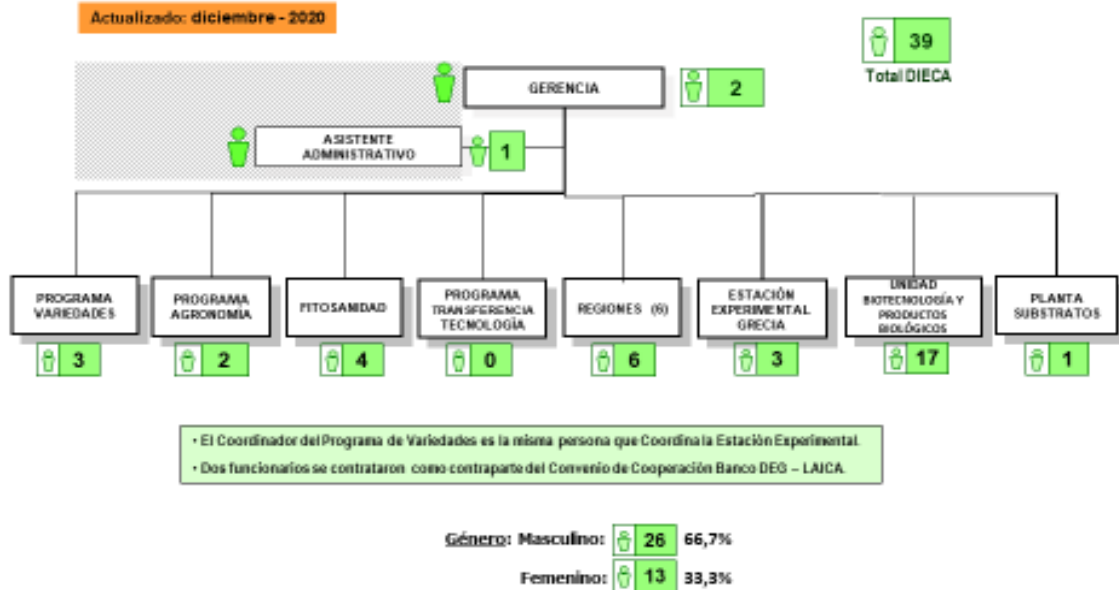 Actualizado: diciembre - 2020
39
Total DIECA
GERENCIA
2
ASISTENTE
ADMINISTRATIVO
1
PROGRAMA
VARIEDADES
3
PROGRAMA
AGRONOMÍA
2
FITOSANIDAD
4
PROGRAMA
TRANSFERENCIA
TECNOLOGÍA
0
REGIONES (6)
6
ESTACIÓN
EXPERIMENTAL
GRECIA
3
UNIDAD
BIOTECNOLOGÍA Y
PRODUCTOS
BIOLÓGICOS
17
PLANTA
SUBSTRATOS
1
• El Coordinador del Programa de Variedades es la misma persona que Coordina la Estación Experimental.
• Dos funcionarios se contrataron como contraparte del Convenio de Cooperación Banco DEG – LAICA.
Género: Masculino: 26 66,7%
Femenino: 13 33,3%